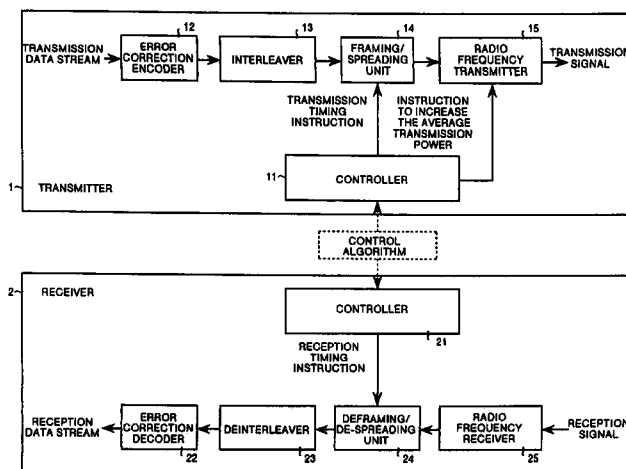 12
13
14
15
TRANSMISSION
DATA STREAM
ERROR
CORRECTION
ENCODER
INTERLEAVER
FRAMING/
SPREADING
UNIT
RADIO
FREQUENCY
TRANSMITTER
TRANSMISSION
SIGNAL
TRANSMISSION
TIMING
INSTRUCTION
INSTRUCTION
TO INCREASE
THE AVERAGE
TRANSMISSION
POWER
11
CONTROLLER
1
TRANSMITTER
CONTROL
ALGORITHM
2
RECEIVER
CONTROLLER
21
RECEPTION
TIMING
INSTRUCTION
RECEPTION
DATA STREAM
ERROR
CORRECTION
DECODER
DEINTERLEAVER
DEFRAMING/
DE-SPREADING
UNIT
RADIO
FREQUENCY
RECEIVER
RECEPTION
SIGNAL
22
23
24
25